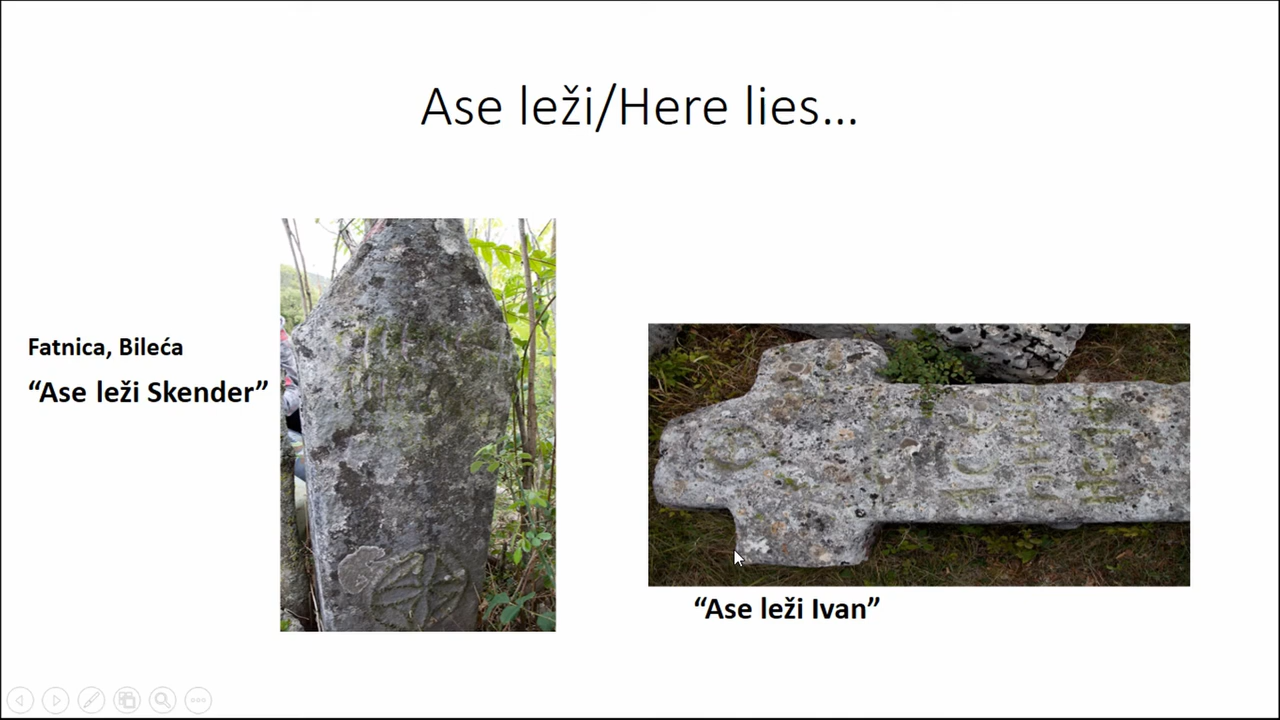 Ase leži/Here lies…
Fatnica, Bileća
“Ase leži Skender”
“Ase leži Ivan”